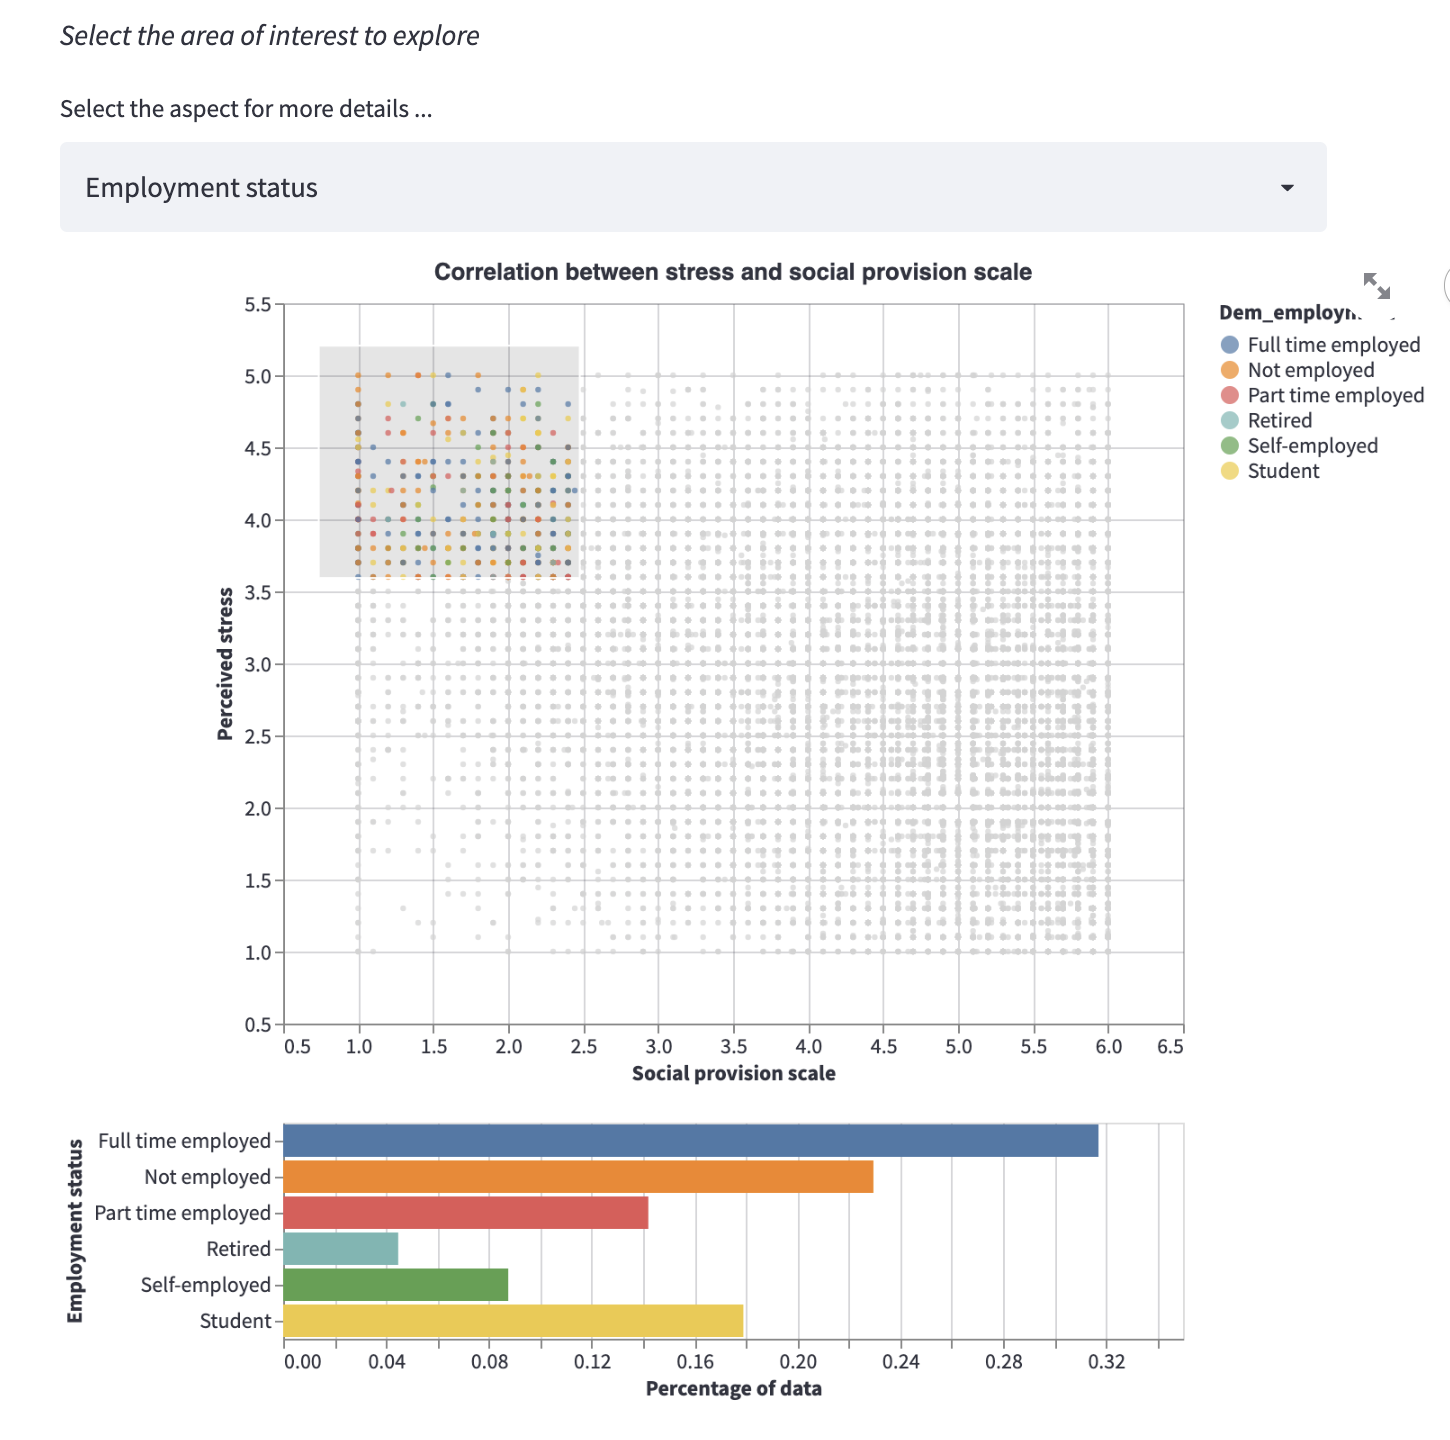 Select the area of interest to explore
Select the aspect for more details ...
Employment status
Correlation between stress and social provision scale
5.5
5.0
4.5
4.0
3.5
3.0
2.5
2.0
1.5
1.0
0.5
Perceived stress
0.5 1.0 1.5 2.0 2.5 3.0 3.5 4.0 4.5 5.0 5.5 6.0 6.5
Social provision scale
Full time employed
Not employed
Part time employed
Retired
Self-employed
Student
Employment status
Full time employed
Not employed
Part time employed
Retired
Self-employed
Student
0.00 0.04 0.08 0.12 0.16 0.20 0.24 0.28 0.32
Percentage of data